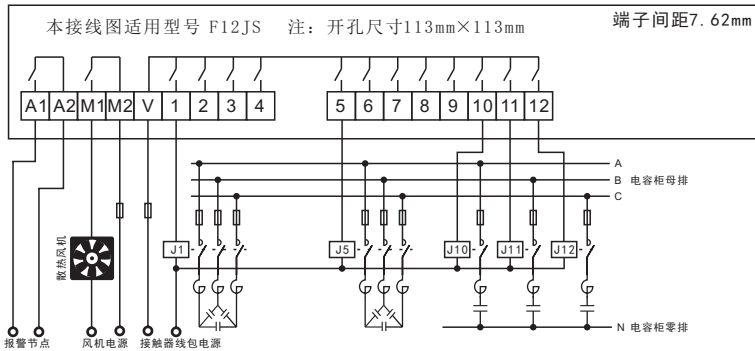 本接线图适用型号 F12JS 注：开孔尺寸113mm×113mm
端子间距7.62mm
A1 A2 M1 M2 V 1 2 3 4 5 6 7 8 9 10 11 12
A
B 电容柜母排
C
散热风机
J1 J5 J10 J11 J12
N 电容柜零排
报警节点 风机电源 接触器线包电源